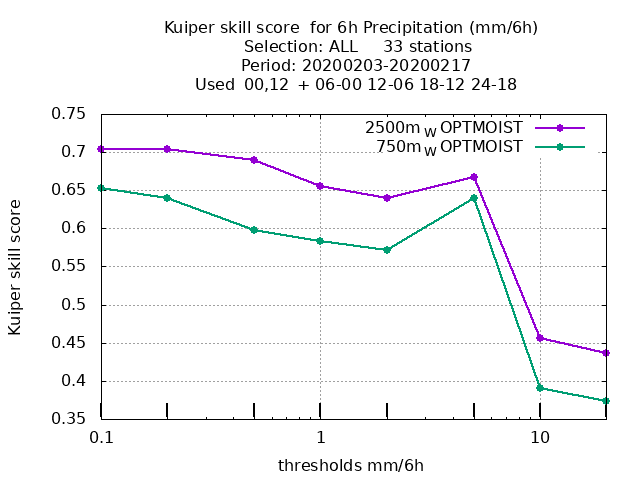 Kuiper skill score  for 6h Precipitation (mm/6h)
Selection: ALL     33 stations
Period: 20200203-20200217
Used  00,12  + 06-00 12-06 18-12 24-18
2500m W OPTMOIST
750m W OPTMOIST
0.75
0.7
0.65
0.6
0.55
0.5
0.45
0.4
0.35
Kuiper skill score
0.1 1 10
thresholds mm/6h